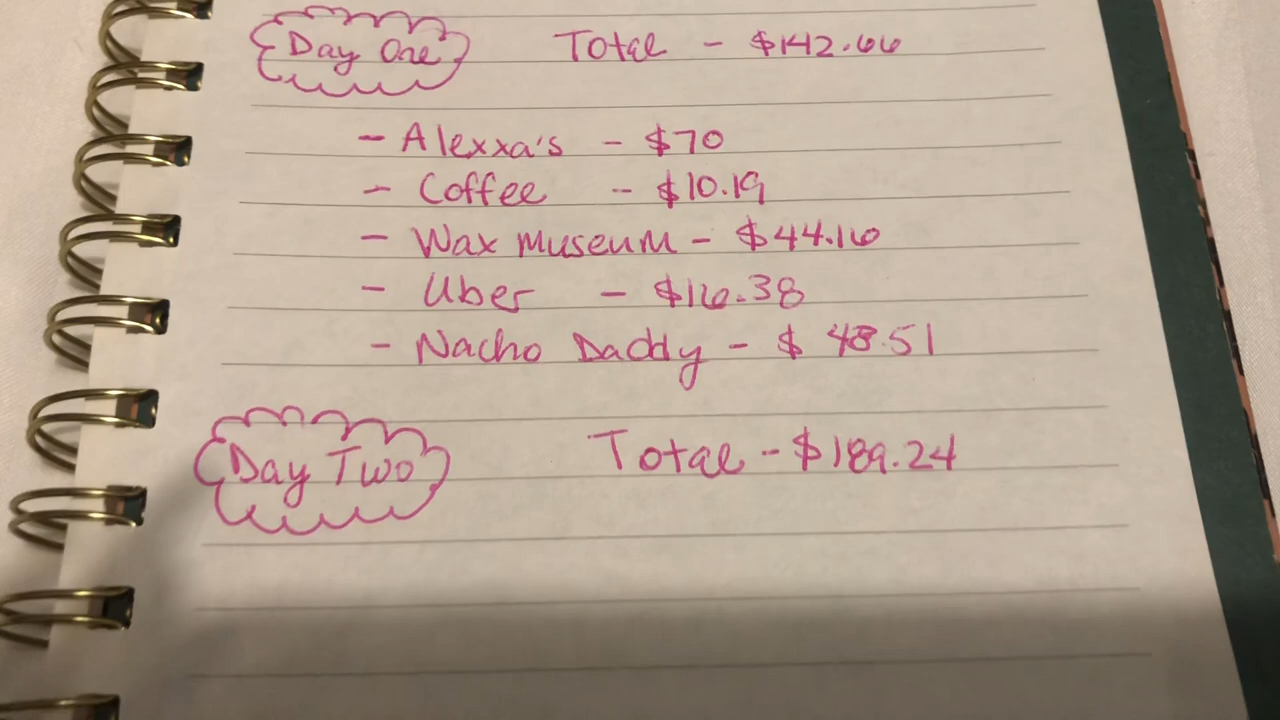 Day One Total - $142.66
- Alexxa's - $70
- Coffee - $10.19
- Wax Museum - $44.16
- Uber - $16.38
- Nacho Daddy - $48.51
Day Two Total - $189.24